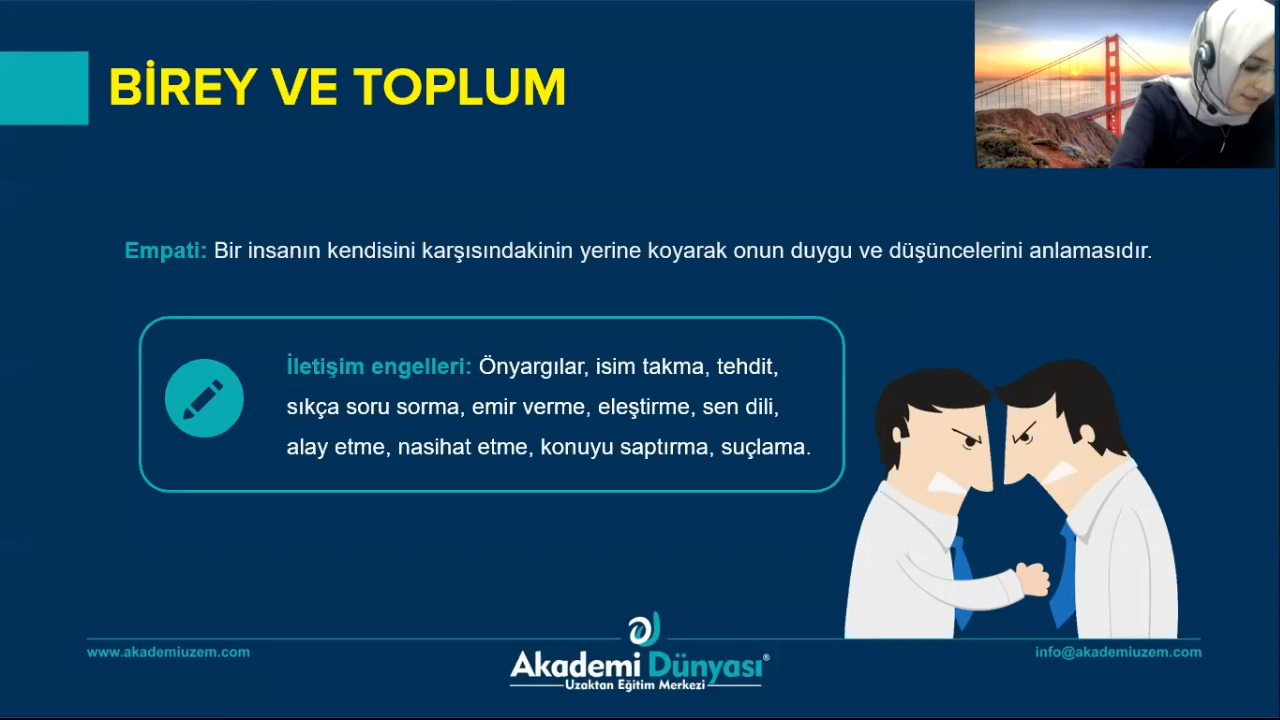 BİREY VE TOPLUM
Empati: Bir insanın kendisini karşısındakinin yerine koyarak onun duygu ve düşüncelerini anlamasıdır.
İletişim engelleri: Önyargılar, isim takma, tehdit,
sıkça soru sorma, emir verme, eleştirme, sen dili,
alay etme, nasihat etme, konuyu saptırma, suçlama.
www.akademiuzem.com
Akademi Dünyası®
Uzaktan Eğitim Merkezi
info@akademiuzem.com